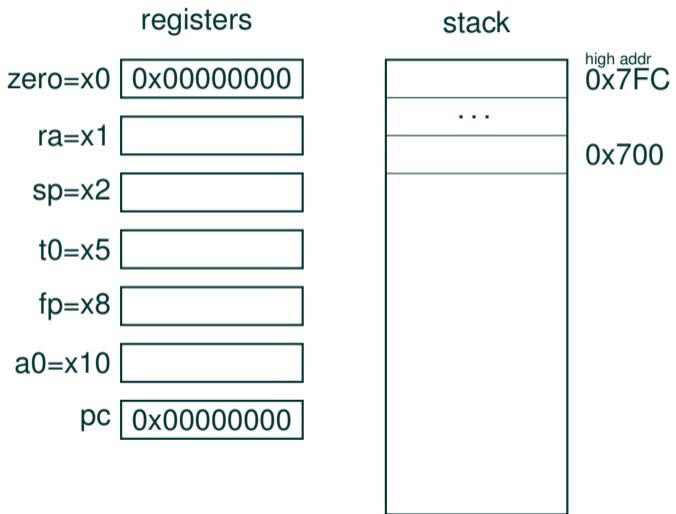 registers
zero=x0 0x00000000
ra=x1
sp=x2
t0=x5
fp=x8
a0=x10
pc 0x00000000
stack
high addr
0x7FC
...
0x700